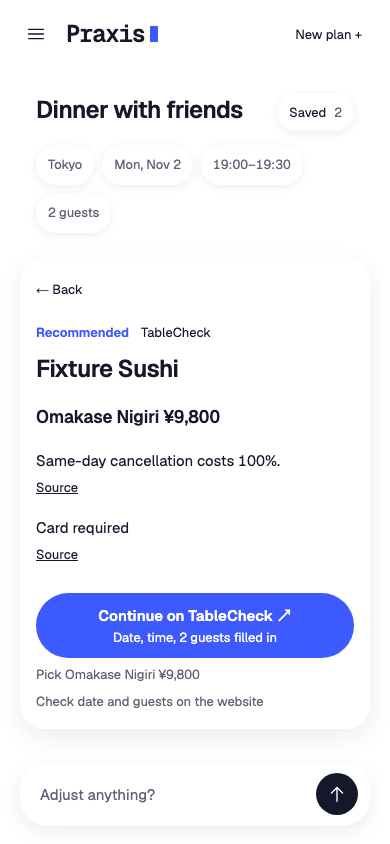 Praxis
New plan +
Dinner with friends
Saved 2
Tokyo
Mon, Nov 2
19:00–19:30
2 guests
← Back
Recommended TableCheck
Fixture Sushi
Omakase Nigiri ¥9,800
Same-day cancellation costs 100%.
Source
Card required
Source
Continue on TableCheck ↗
Date, time, 2 guests filled in
Pick Omakase Nigiri ¥9,800
Check date and guests on the website
Adjust anything?